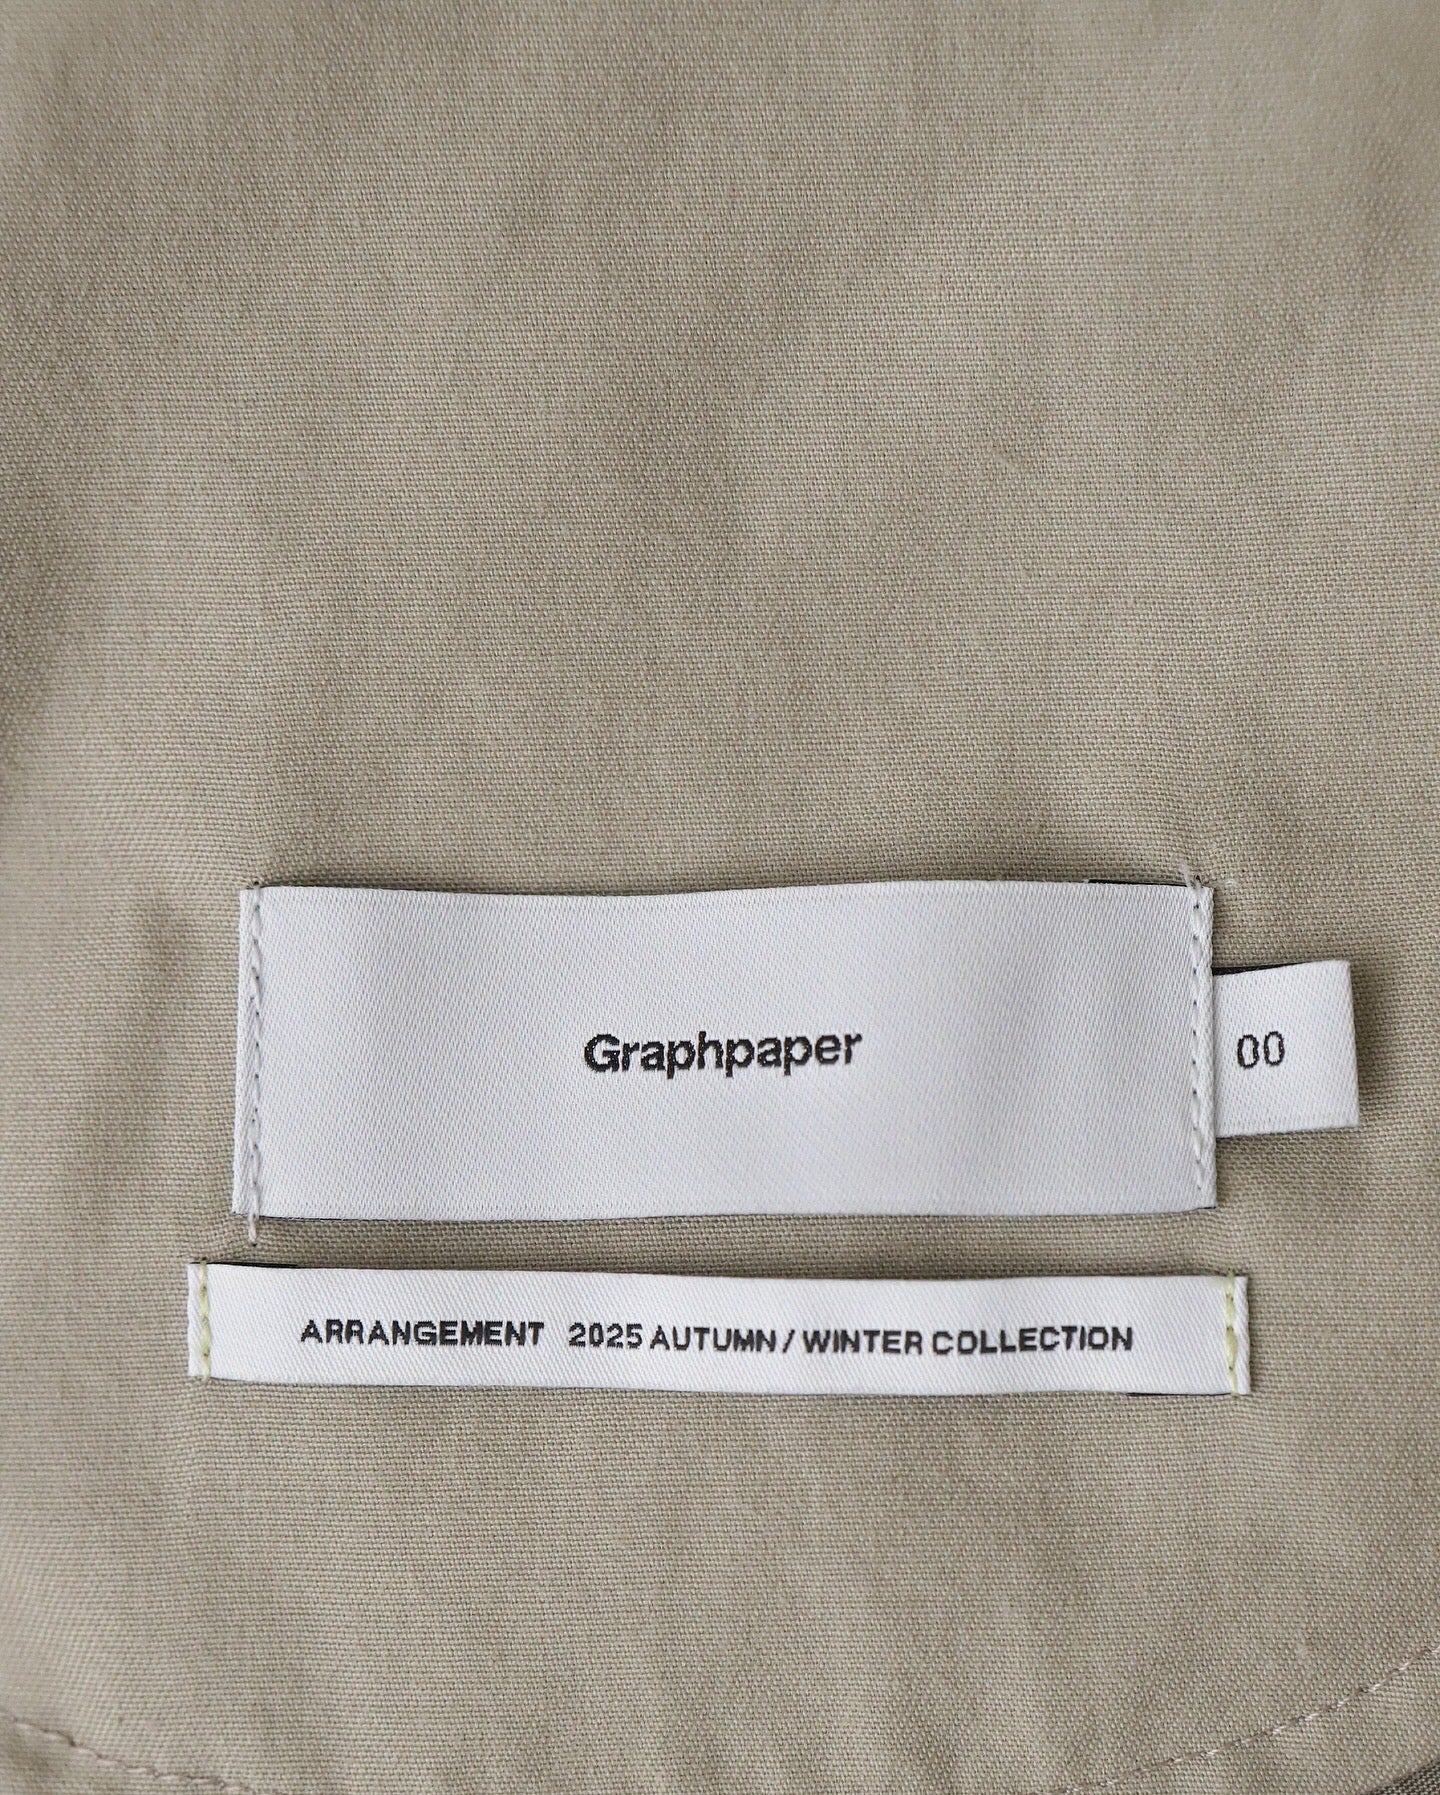 Graphpaper
00
ARRANGEMENT 2025 AUTUMN / WINTER COLLECTION